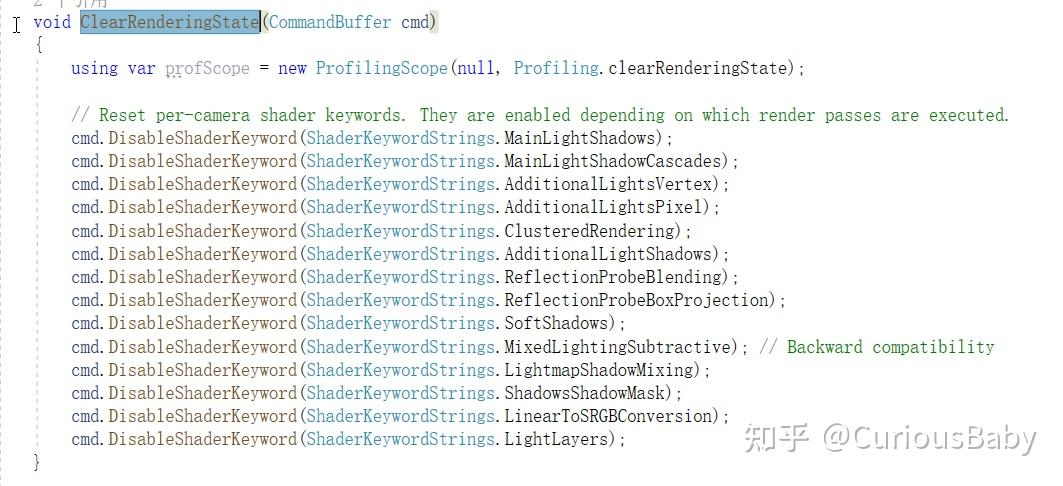 2 个引用
void ClearRenderingState(CommandBuffer cmd)
{
using var profScope = new ProfilingScope(null, Profiling.clearRenderingState);
// Reset per-camera shader keywords. They are enabled depending on which render passes are executed.
cmd.DisableShaderKeyword(ShaderKeywordStrings.MainLightShadows);
cmd.DisableShaderKeyword(ShaderKeywordStrings.MainLightShadowCascades);
cmd.DisableShaderKeyword(ShaderKeywordStrings.AdditionalLightsVertex);
cmd.DisableShaderKeyword(ShaderKeywordStrings.AdditionalLightsPixel);
cmd.DisableShaderKeyword(ShaderKeywordStrings.ClusteredRendering);
cmd.DisableShaderKeyword(ShaderKeywordStrings.AdditionalLightShadows);
cmd.DisableShaderKeyword(ShaderKeywordStrings.ReflectionProbeBlending);
cmd.DisableShaderKeyword(ShaderKeywordStrings.ReflectionProbeBoxProjection);
cmd.DisableShaderKeyword(ShaderKeywordStrings.SoftShadows);
cmd.DisableShaderKeyword(ShaderKeywordStrings.MixedLightingSubtractive); // Backward compatibility
cmd.DisableShaderKeyword(ShaderKeywordStrings.LightmapShadowMixing);
cmd.DisableShaderKeyword(ShaderKeywordStrings.ShadowsShadowMask);
cmd.DisableShaderKeyword(ShaderKeywordStrings.LinearToSRGBConversion);
cmd.DisableShaderKeyword(ShaderKeywordStrings.LightLayers);
}
知乎 @CuriousBaby